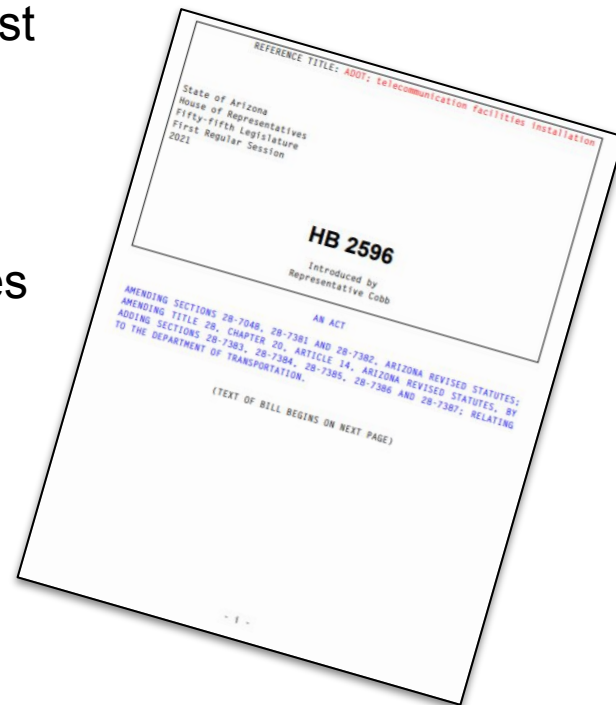 st
es
REFERENCE TITLE: ADOT; telecommunication facilities installation
State of Arizona
House of Representatives
Fifty-fifth Legislature
First Regular Session
2021
HB 2596
Introduced by
Representative Cobb
AN ACT
AMENDING SECTIONS 28-7048, 28-7381 AND 28-7382, ARIZONA REVISED STATUTES;
AMENDING TITLE 28, CHAPTER 20, ARTICLE 14, ARIZONA REVISED STATUTES, BY
ADDING SECTIONS 28-7383, 28-7384, 28-7385, 28-7386 AND 28-7387; RELATING
TO THE DEPARTMENT OF TRANSPORTATION.
(TEXT OF BILL BEGINS ON NEXT PAGE)
- i -